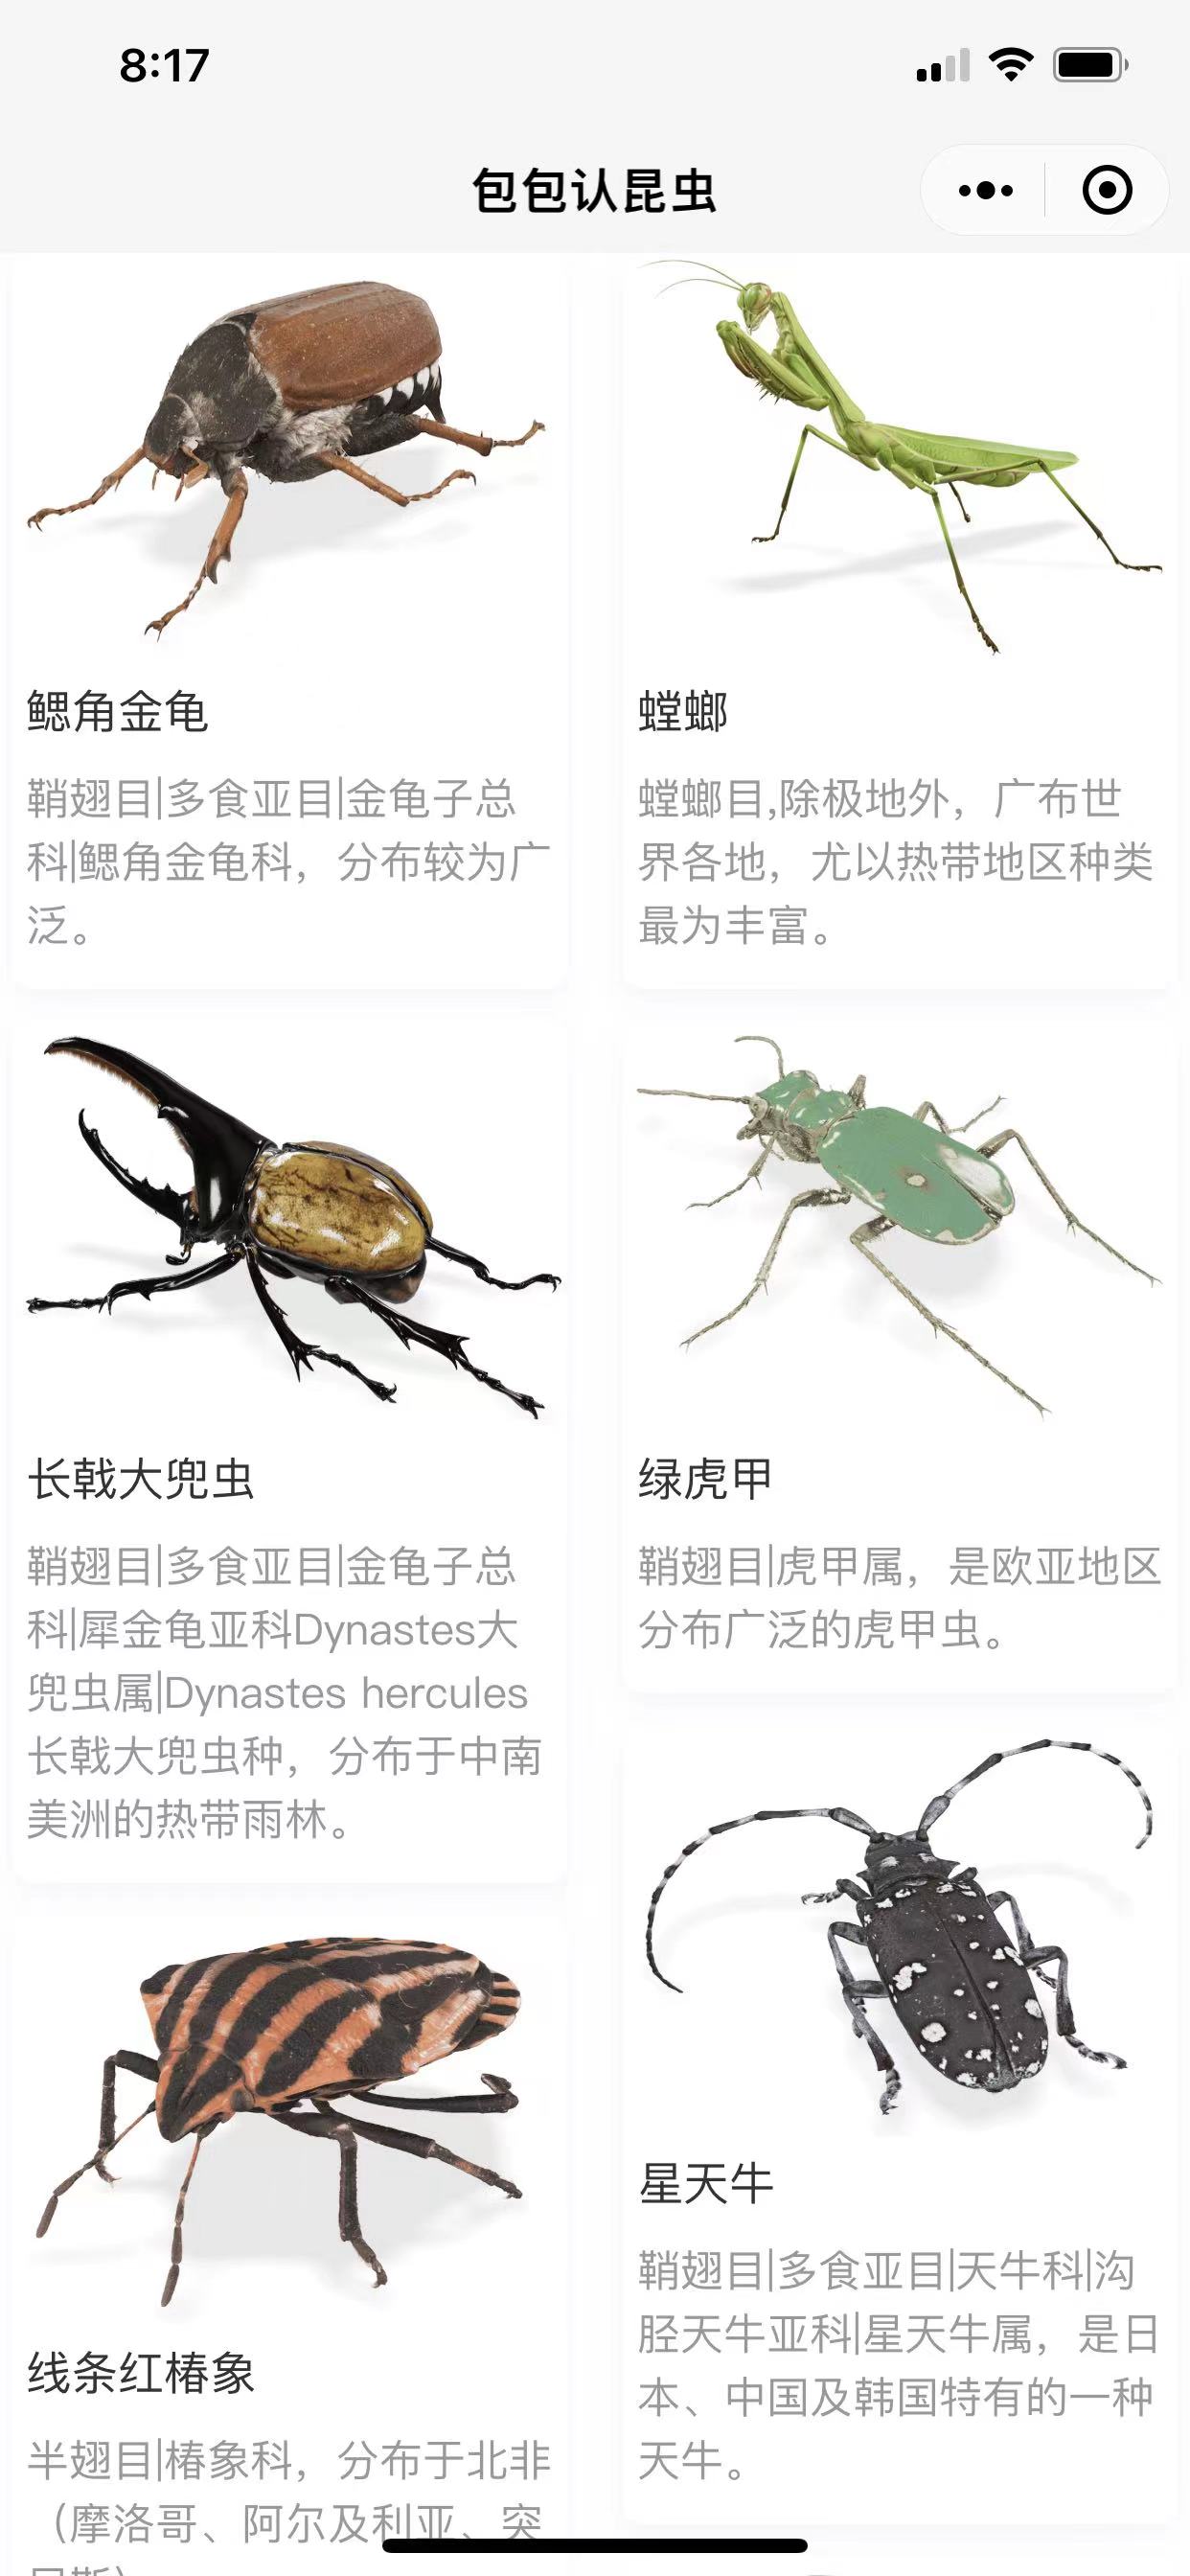 8:17
包包认昆虫
鳃角金龟
鞘翅目|多食亚目|金龟子总
科|鳃角金龟科，分布较为广
泛。
螳螂
螳螂目,除极地外，广布世
界各地，尤以热带地区种类
最为丰富。
长戟大兜虫
鞘翅目|多食亚目|金龟子总
科|犀金龟亚科Dynastes大
兜虫属|Dynastes hercules
长戟大兜虫种，分布于中南
美洲的热带雨林。
绿虎甲
鞘翅目|虎甲属，是欧亚地区
分布广泛的虎甲虫。
线条红椿象
半翅目|椿象科，分布于北非
（摩洛哥、阿尔及利亚、突
星天牛
鞘翅目|多食亚目|天牛科|沟
胫天牛亚科|星天牛属，是日
本、中国及韩国特有的一种
天牛。